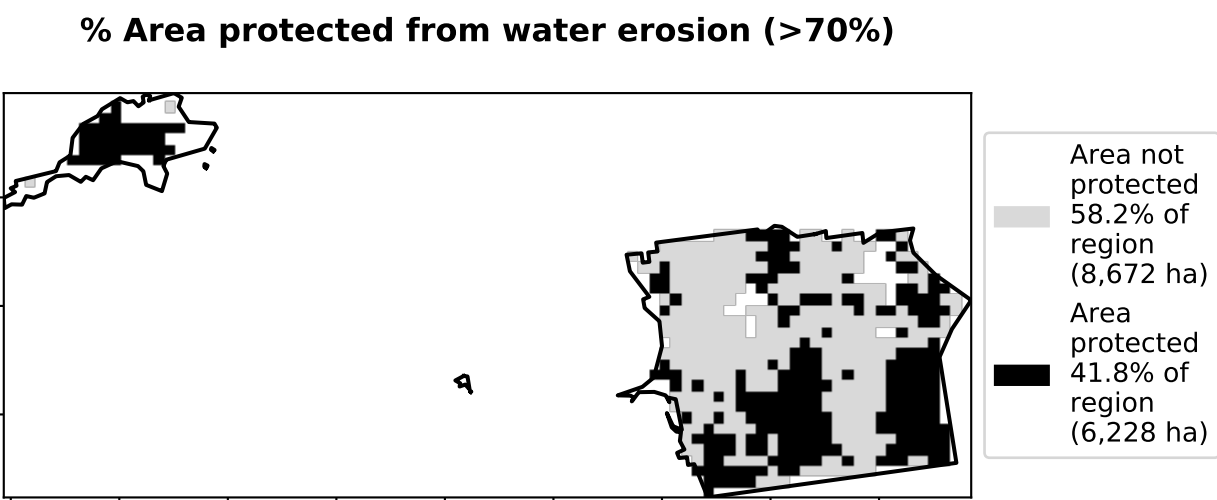 % Area protected from water erosion (>70%)
Area not
protected
58.2% of
region
(8,672 ha)
Area
protected
41.8% of
region
(6,228 ha)